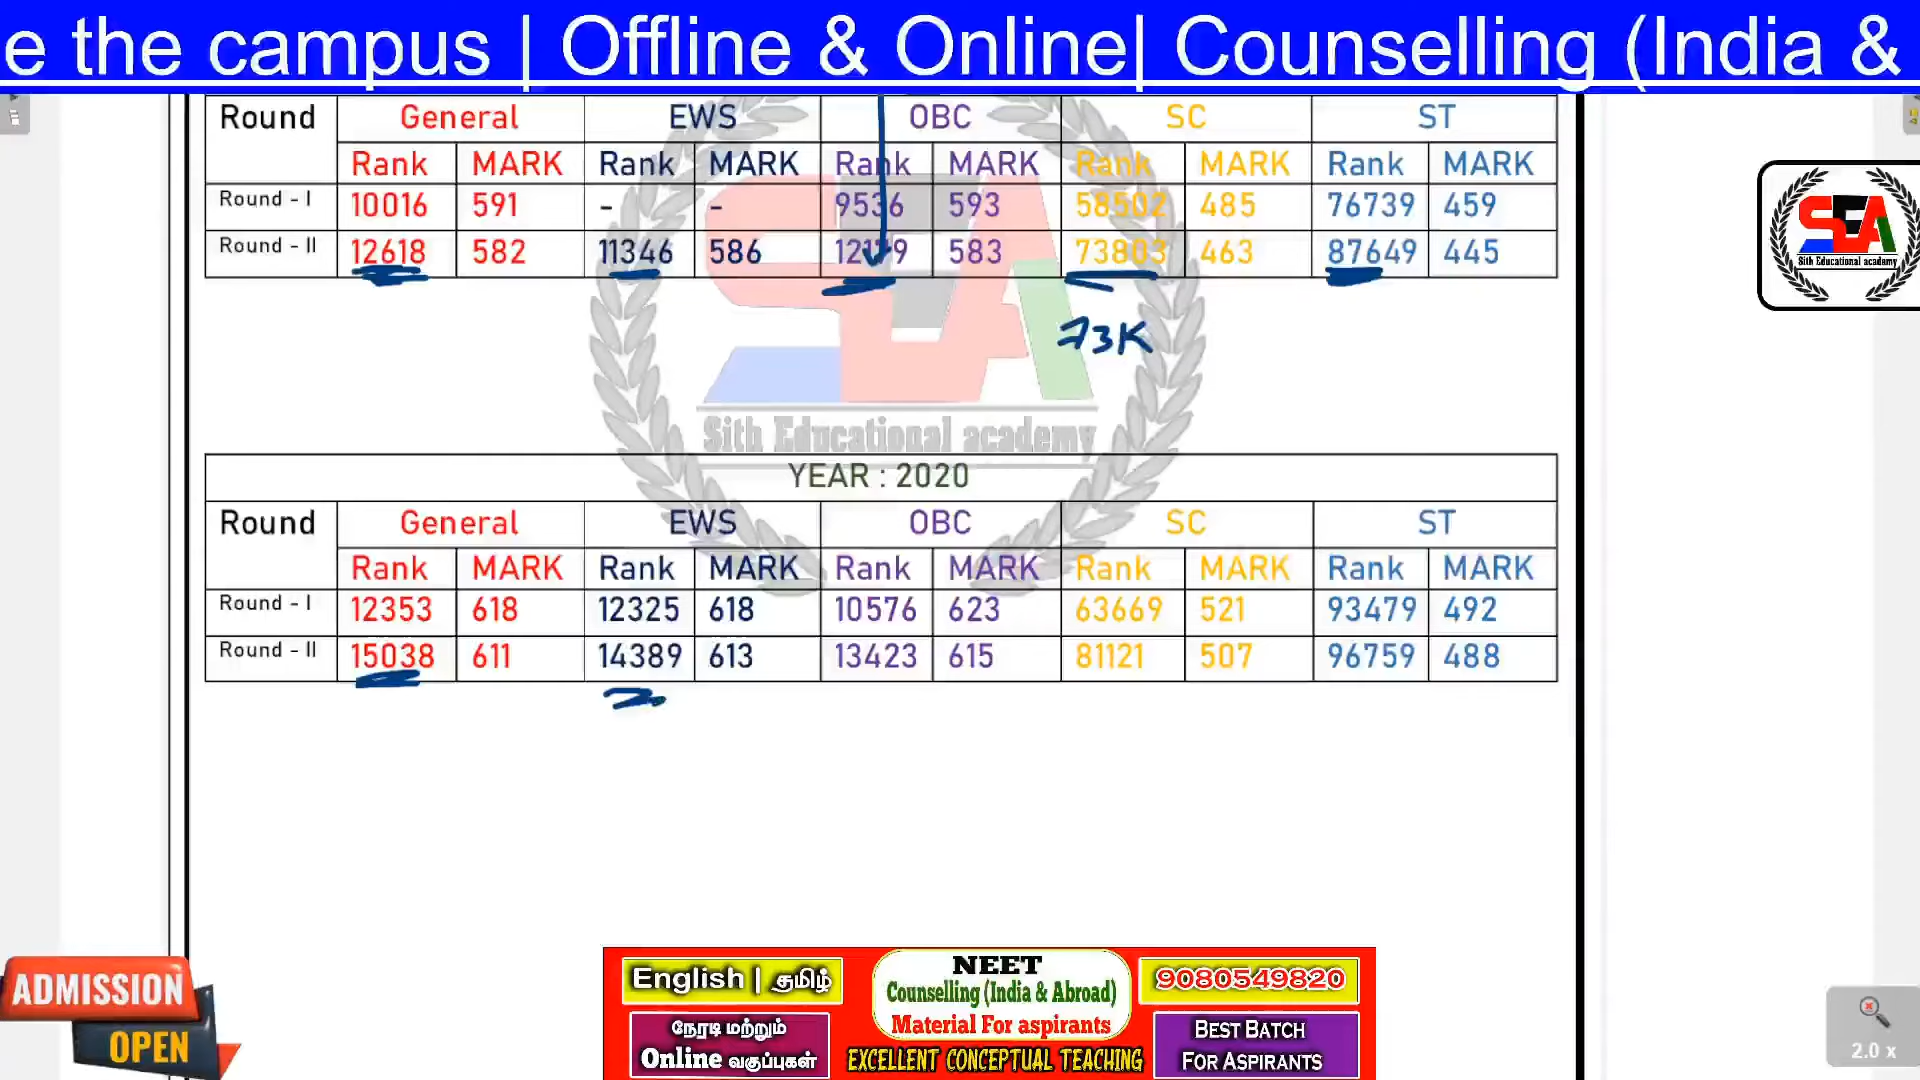 e the campus | Offline & Online| Counselling (India &
Round General EWS OBC SC ST
Rank MARK Rank MARK Rank MARK Rank MARK Rank MARK
Round - I 10016 591 - - 9536 593 58502 485 76739 459
Round - II 12618 582 11346 586 12179 583 73803 463 87649 445
73K
SEA
Sith Educational academy
Sith Educational academy
YEAR : 2020
Round General EWS OBC SC ST
Rank MARK Rank MARK Rank MARK Rank MARK Rank MARK
Round - I 12353 618 12325 618 10576 623 63669 521 93479 492
Round - II 15038 611 14389 613 13423 615 81121 507 96759 488
ADMISSION
OPEN
English | தமிழ்
நேரடி மற்றும்
Online வகுப்புகள்
NEET
Counselling (India & Abroad)
Material For aspirants
EXCELLENT CONCEPTUAL TEACHING
9080549820
BEST BATCH
FOR ASPIRANTS
2.0 x